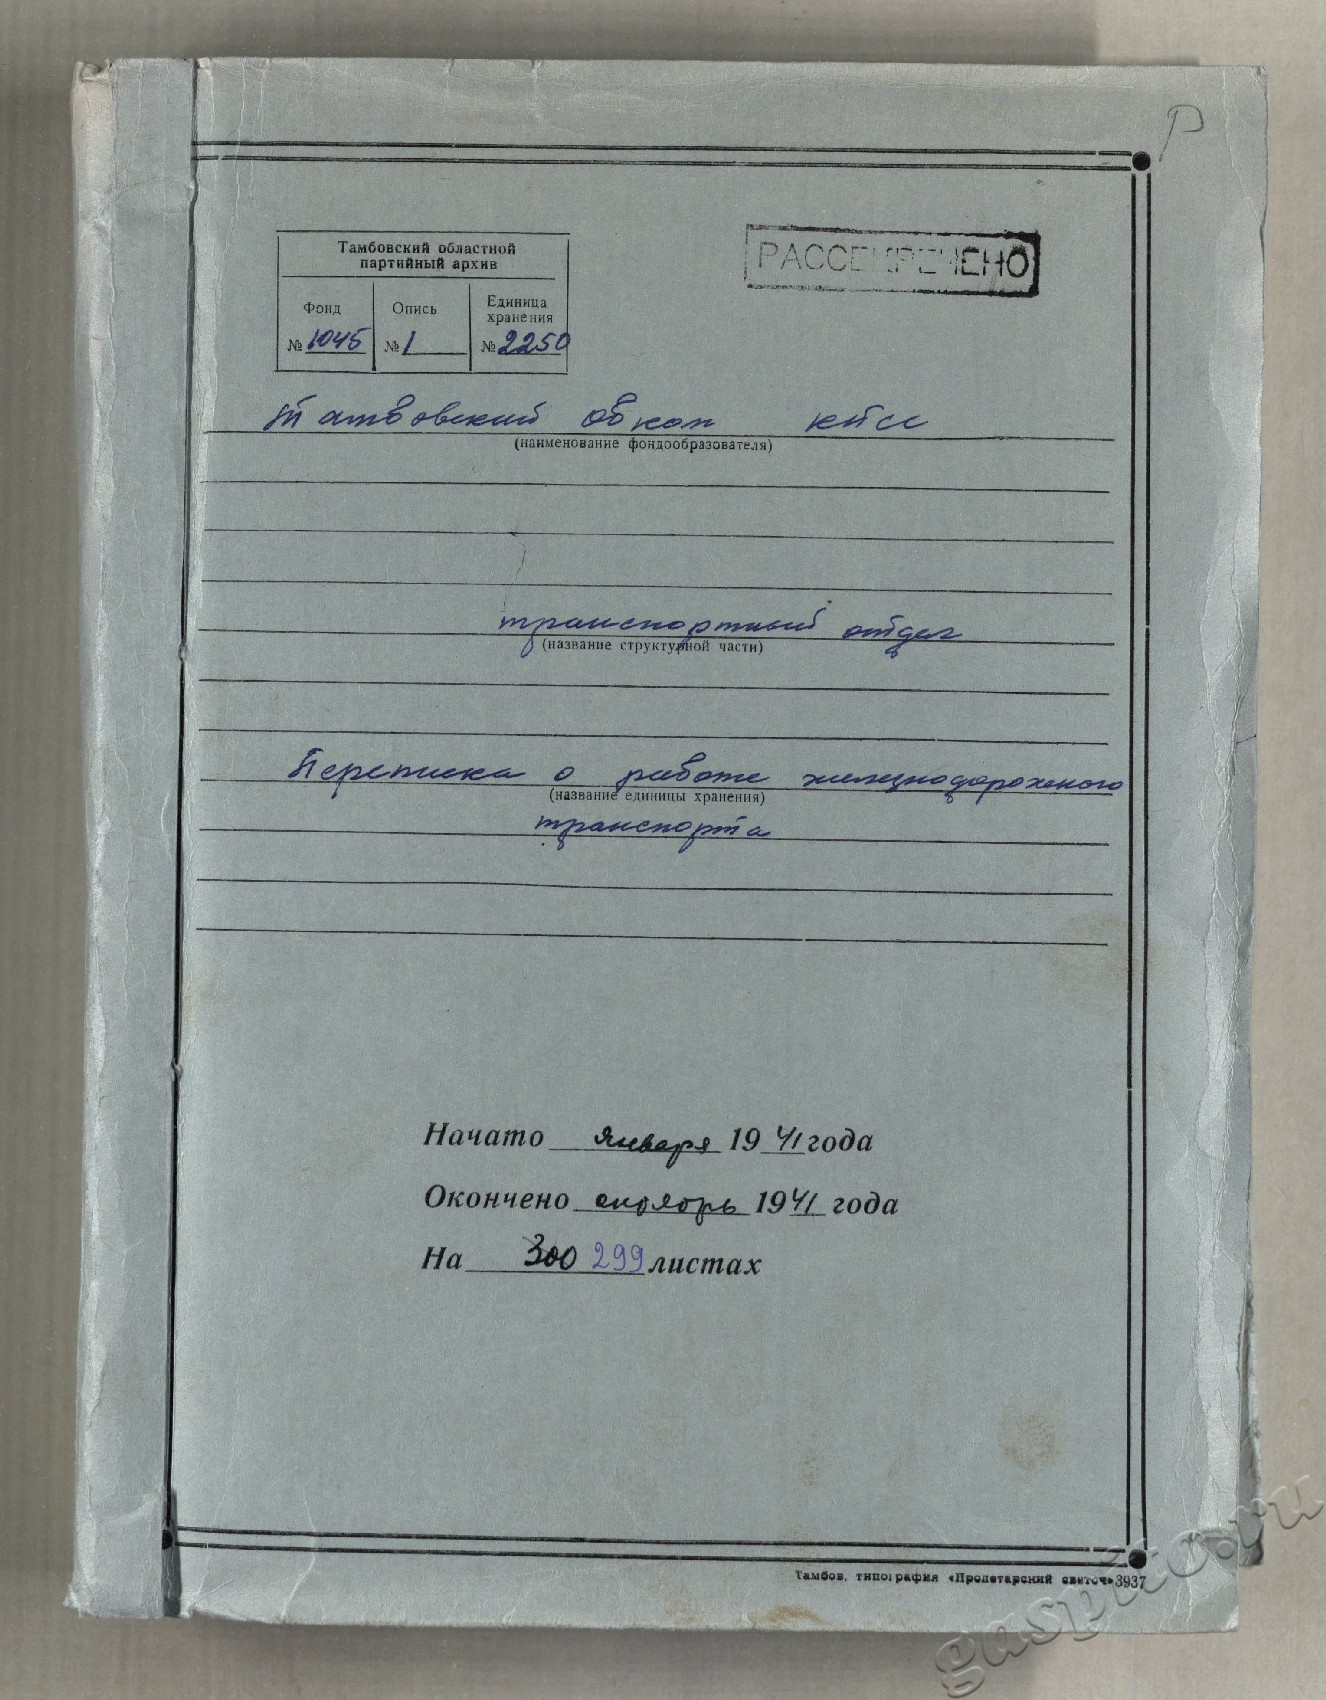 Р
Тамбовский областной
партийный архив
РАССЕКРЕЧЕНО
Фонд Опись Единица
хранения
№ 1045 № 1 № 2250
Тамбовский обком КПСС
(наименование фондообразователя)
транспортный отдел
(название структурной части)
Переписка о работе железнодорожного
(название единицы хранения)
транспорта
Начато января 1941 года
Окончено ноябрь 1941 года
На 300 299 листах
Тамбов, типография «Пролетарский светоч» 3937
gaspito.ru